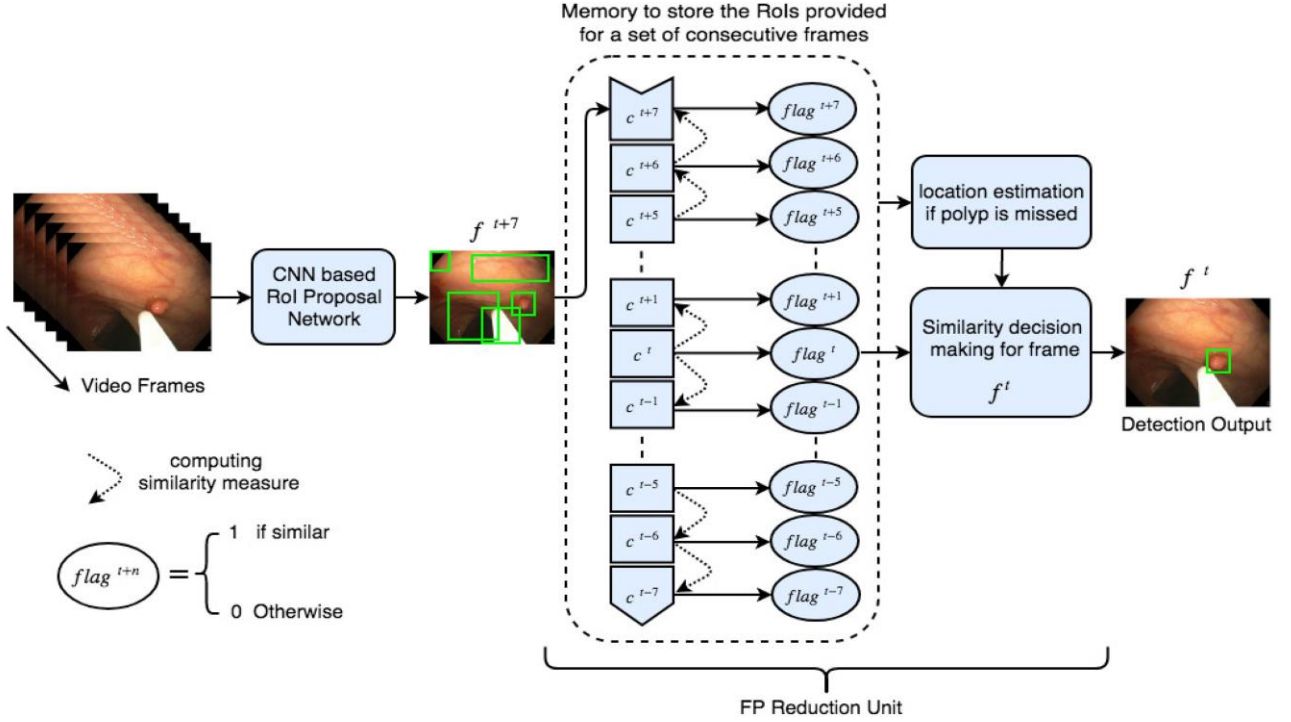 Memory to store the RoIs provided
for a set of consecutive frames
c t+7
flag t+7
c t+6
flag t+6
c t+5
flag t+5
location estimation
if polyp is missed
f t+7
CNN based
RoI Proposal
Network
Video Frames
c t+1
flag t+1
c t
flag t
c t−1
flag t−1
Similarity decision
making for frame
f t
f t
Detection Output
computing
similarity measure
c t−5
flag t−5
c t−6
flag t−6
c t−7
flag t−7
flag t+n = { 1 if similar
0 Otherwise
FP Reduction Unit